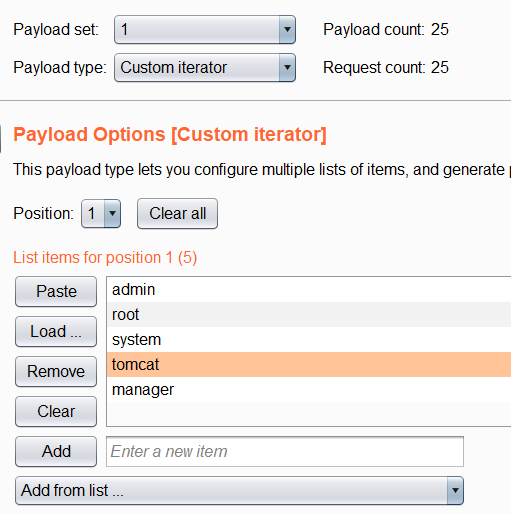 Payload set: 1 Payload count: 25
Payload type: Custom iterator Request count: 25
Payload Options [Custom iterator]
This payload type lets you configure multiple lists of items, and generate
Position: 1 Clear all
List items for position 1 (5)
Paste admin
root
Load ... system
Remove tomcat
manager
Clear
Add Enter a new item
Add from list ...